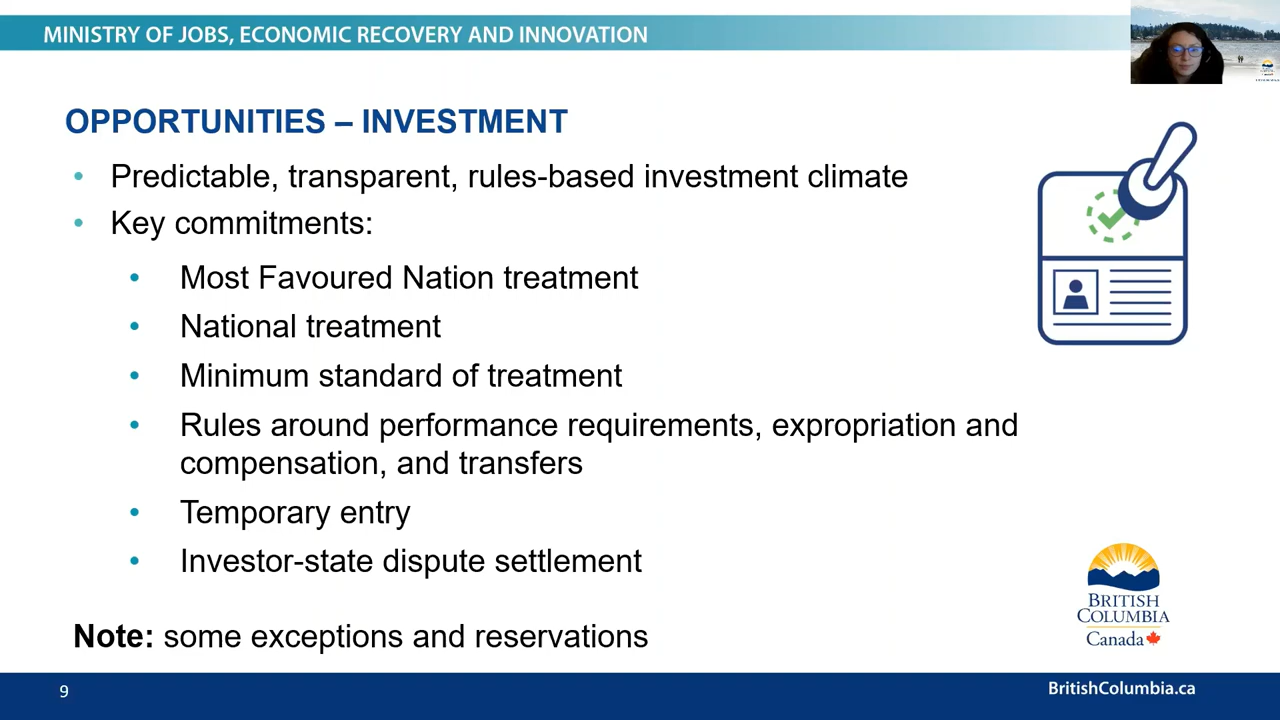 MINISTRY OF JOBS, ECONOMIC RECOVERY AND INNOVATION
OPPORTUNITIES – INVESTMENT
• Predictable, transparent, rules-based investment climate
• Key commitments:
• Most Favoured Nation treatment
• National treatment
• Minimum standard of treatment
• Rules around performance requirements, expropriation and
compensation, and transfers
• Temporary entry
• Investor-state dispute settlement
Note: some exceptions and reservations
BRITISH
COLUMBIA
Canada
9
BritishColumbia.ca